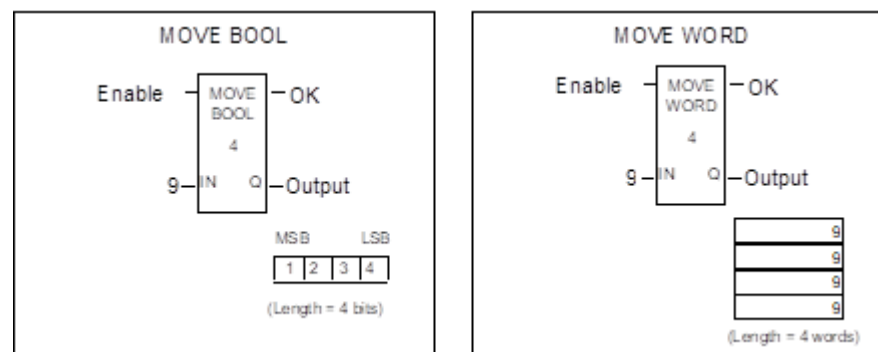 MOVE BOOL
Enable
MOVE
BOOL
OK
4
9
IN
Q
Output
MSB
LSB
1 2 3 4
(Length = 4 bits)
MOVE WORD
Enable
MOVE
WORD
OK
4
9
IN
Q
Output
9
9
9
9
(Length = 4 words)